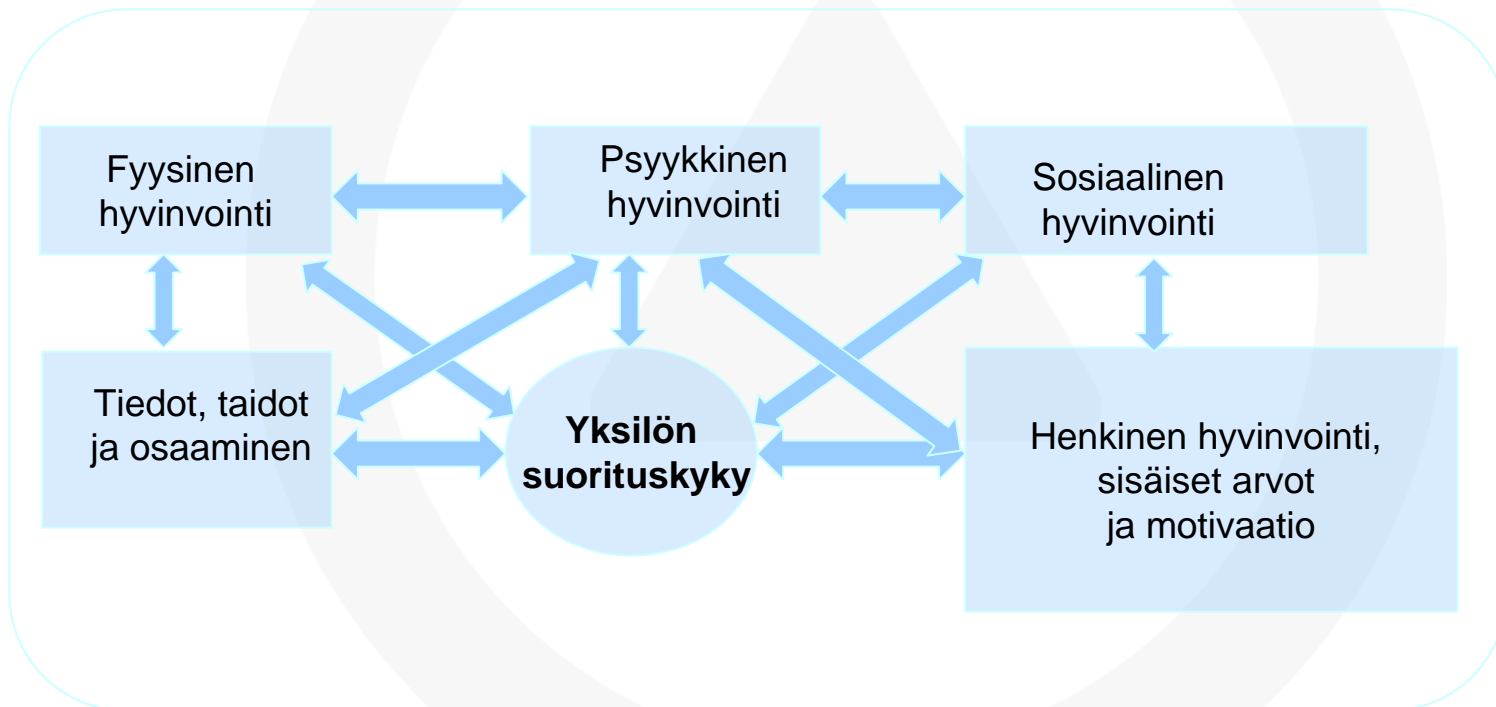 Fyysinen
hyvinvointi
Psyykkinen
hyvinvointi
Sosiaalinen
hyvinvointi
Tiedot, taidot
ja osaaminen
Yksilön
suorituskyky
Henkinen hyvinvointi,
sisäiset arvot
ja motivaatio